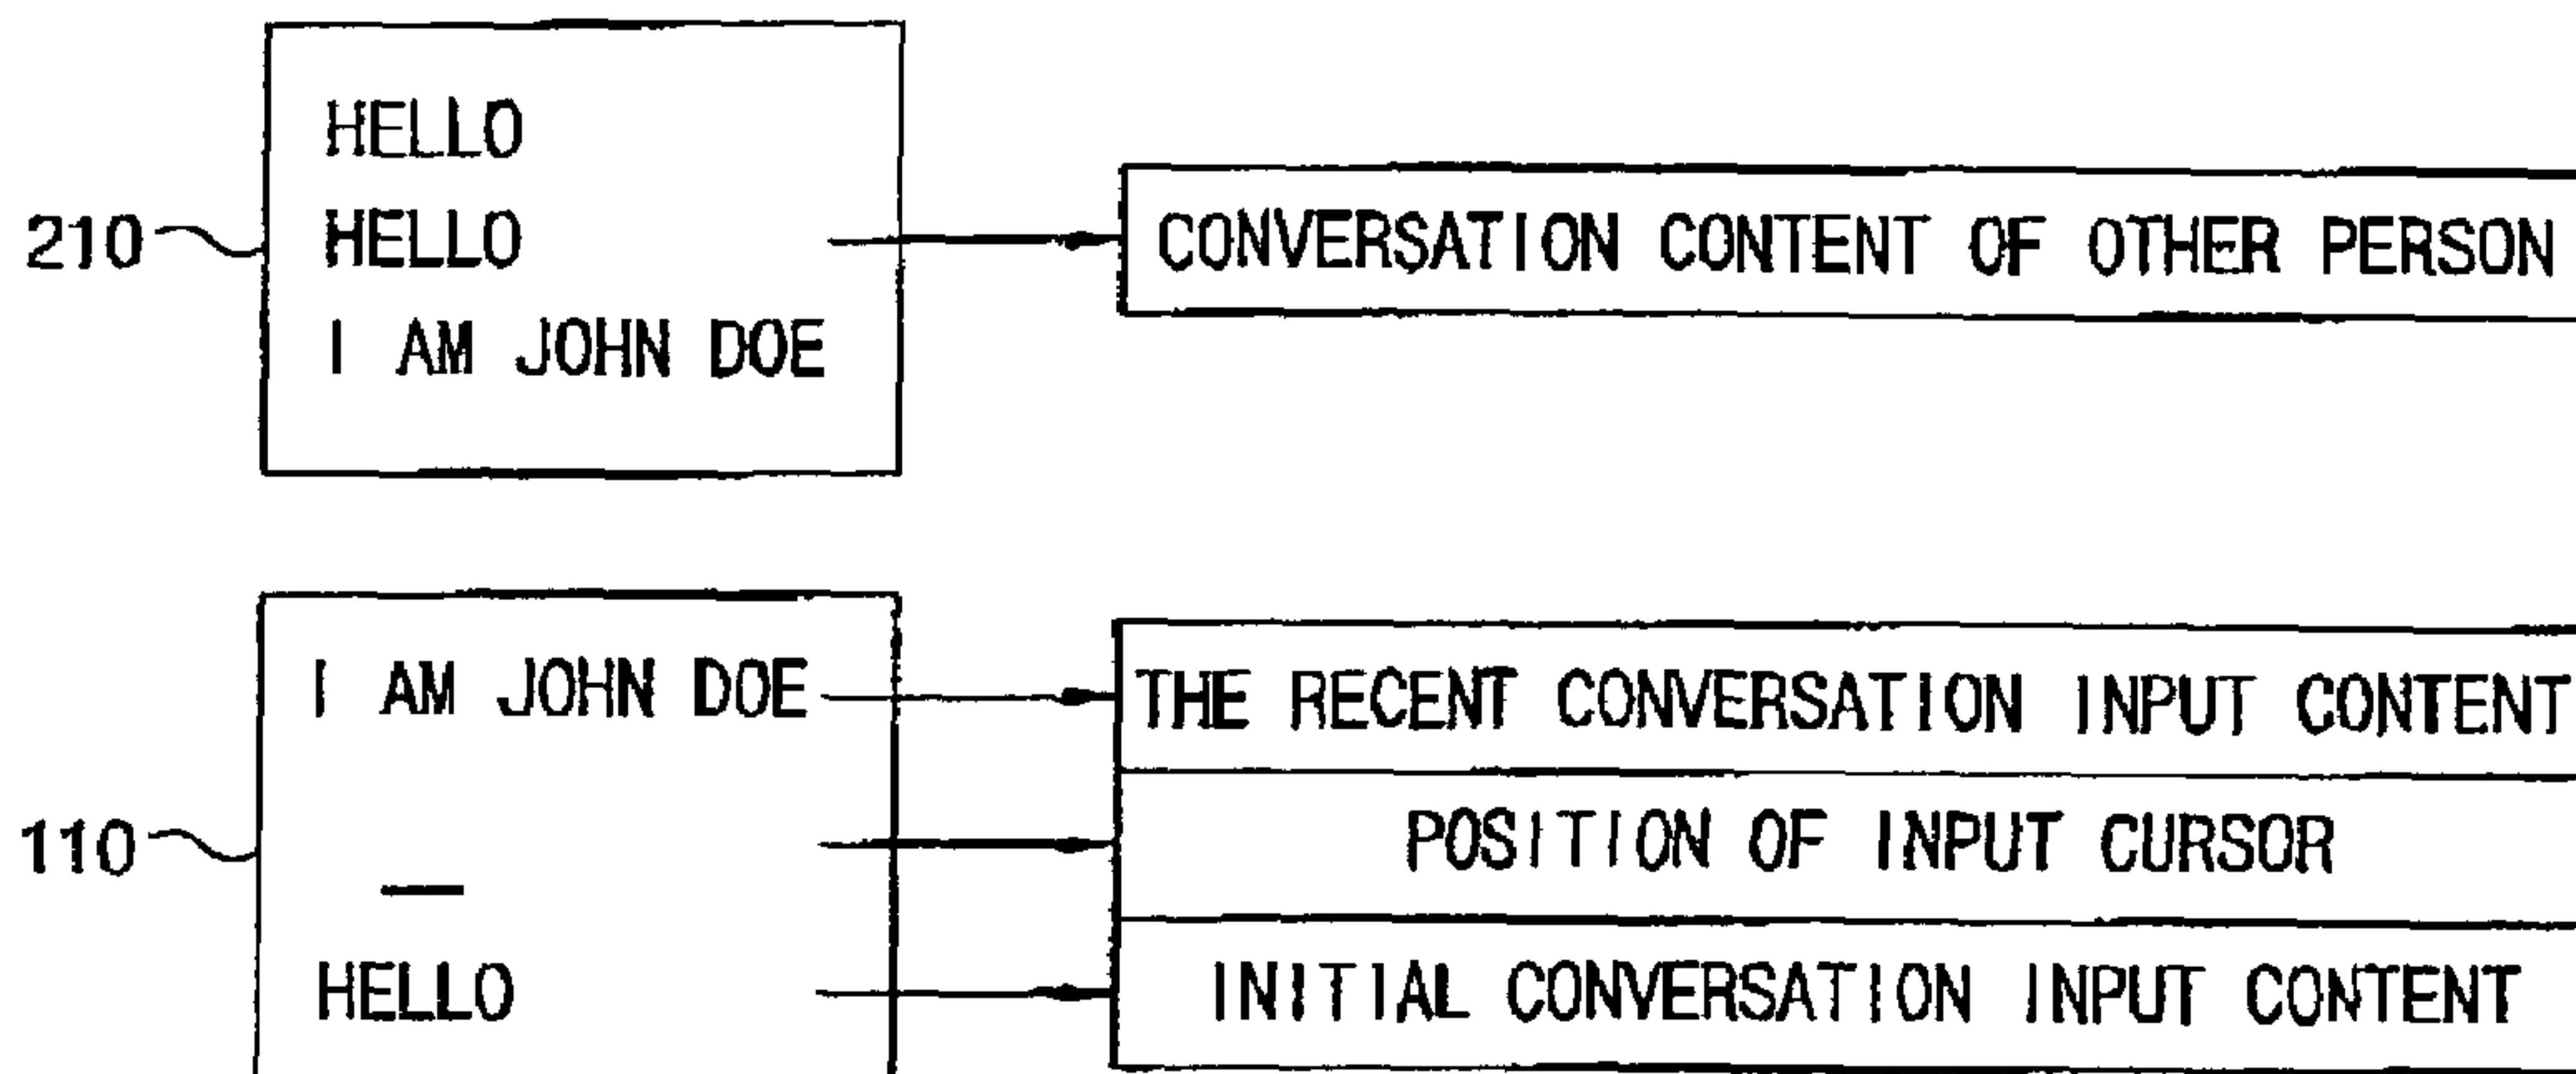 HELLO
210 HELLO CONVERSATION CONTENT OF OTHER PERSON
I AM JOHN DOE
I AM JOHN DOE THE RECENT CONVERSATION INPUT CONTENT
110 POSITION OF INPUT CURSOR
HELLO INITIAL CONVERSATION INPUT CONTENT